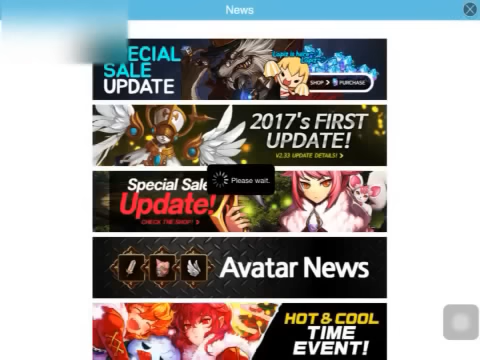 News
SPECIAL
SALE
UPDATE
SHOP > PURCHASE
2017's FIRST
UPDATE!
V2.33 UPDATE DETAILS! >
Please wait.
Special Sale
Update!
CHECK THE SHOP! >
Avatar News
HOT & COOL
TIME
EVENT!